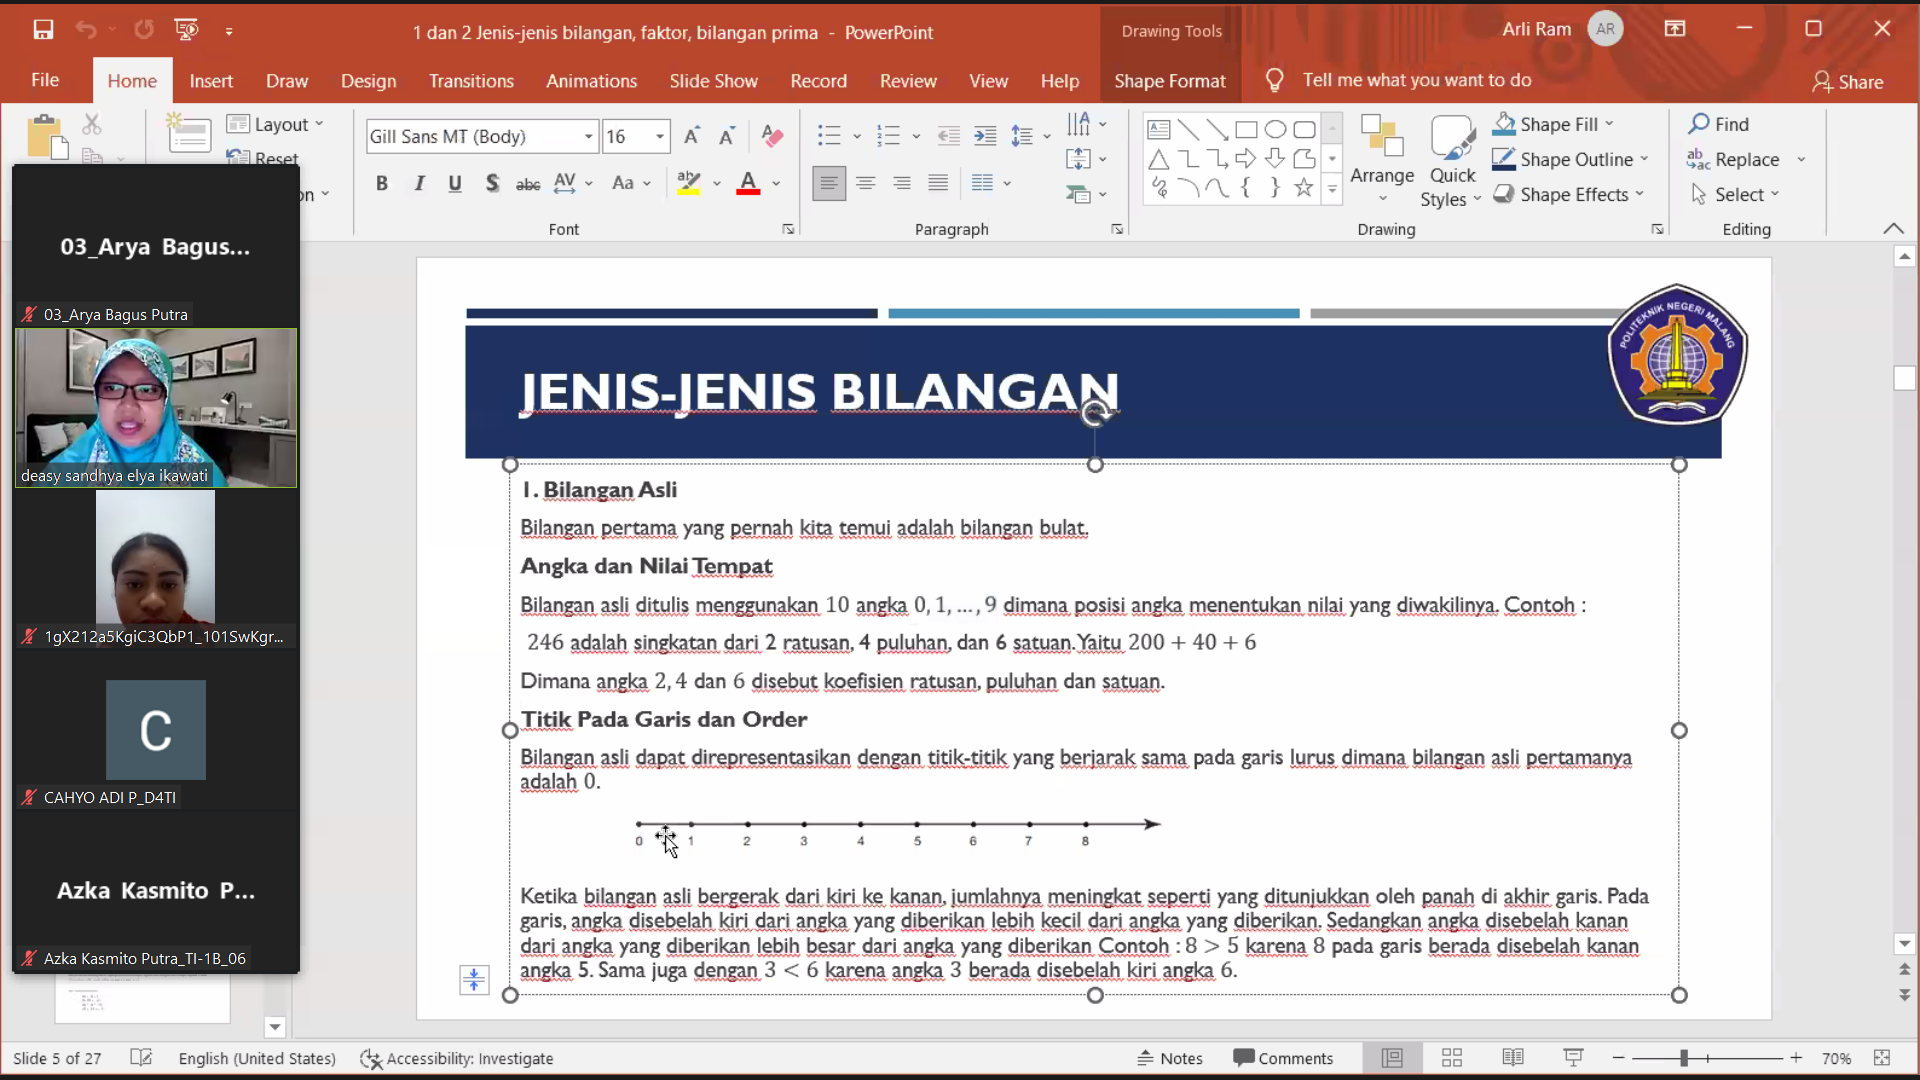 1 dan 2 Jenis-jenis bilangan, faktor, bilangan prima - PowerPoint
Drawing Tools
Arli Ram
AR
File
Home
Insert
Draw
Design
Transitions
Animations
Slide Show
Record
Review
View
Help
Shape Format
Tell me what you want to do
Share
Layout
Reset
on
Gill Sans MT (Body)
16
B I U S abc AV Aa A
Font
Paragraph
Arrange
Quick Styles
Shape Fill
Shape Outline
Shape Effects
Drawing
Find
Replace
Select
Editing
03_Arya Bagus...
03_Arya Bagus Putra
deasy sandhya elya ikawati
1gX212a5KgiC3QbP1_101SwKgr...
C
CAHYO ADI P_D4TI
Azka Kasmito P...
Azka Kasmito Putra_TI-1B_06
POLITEKNIK NEGERI MALANG
JENIS-JENIS BILANGAN
1. Bilangan Asli
Bilangan pertama yang pernah kita temui adalah bilangan bulat.
Angka dan Nilai Tempat
Bilangan asli ditulis menggunakan 10 angka 0, 1, ..., 9 dimana posisi angka menentukan nilai yang diwakilinya. Contoh :
246 adalah singkatan dari 2 ratusan, 4 puluhan, dan 6 satuan. Yaitu 200 + 40 + 6
Dimana angka 2, 4 dan 6 disebut koefisien ratusan, puluhan dan satuan.
Titik Pada Garis dan Order
Bilangan asli dapat direpresentasikan dengan titik-titik yang berjarak sama pada garis lurus dimana bilangan asli pertamanya
adalah 0.
0 1 2 3 4 5 6 7 8
Ketika bilangan asli bergerak dari kiri ke kanan, jumlahnya meningkat seperti yang ditunjukkan oleh panah di akhir garis. Pada
garis, angka disebelah kiri dari angka yang diberikan lebih kecil dari angka yang diberikan. Sedangkan angka disebelah kanan
dari angka yang diberikan lebih besar dari angka yang diberikan Contoh : 8 > 5 karena 8 pada garis berada disebelah kanan
angka 5. Sama juga dengan 3 < 6 karena angka 3 berada disebelah kiri angka 6.
Slide 5 of 27
English (United States)
Accessibility: Investigate
Notes
Comments
70%